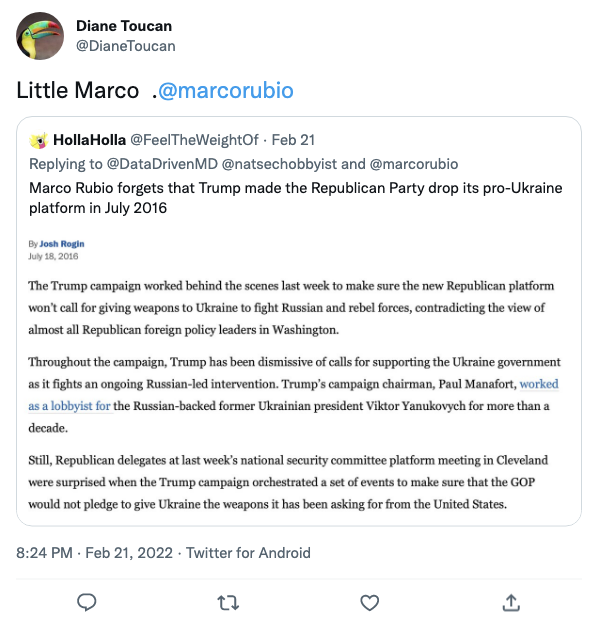 Diane Toucan
@DianeToucan
Little Marco .@marcorubio
HollaHolla @FeelTheWeightOf · Feb 21
Replying to @DataDrivenMD @natsechobbyist and @marcorubio
Marco Rubio forgets that Trump made the Republican Party drop its pro-Ukraine
platform in July 2016
By Josh Rogin
July 18, 2016
The Trump campaign worked behind the scenes last week to make sure the new Republican platform
won't call for giving weapons to Ukraine to fight Russian and rebel forces, contradicting the view of
almost all Republican foreign policy leaders in Washington.
Throughout the campaign, Trump has been dismissive of calls for supporting the Ukraine government
as it fights an ongoing Russian-led intervention. Trump's campaign chairman, Paul Manafort, worked
as a lobbyist for the Russian-backed former Ukrainian president Viktor Yanukovych for more than a
decade.
Still, Republican delegates at last week's national security committee platform meeting in Cleveland
were surprised when the Trump campaign orchestrated a set of events to make sure that the GOP
would not pledge to give Ukraine the weapons it has been asking for from the United States.
8:24 PM · Feb 21, 2022 · Twitter for Android